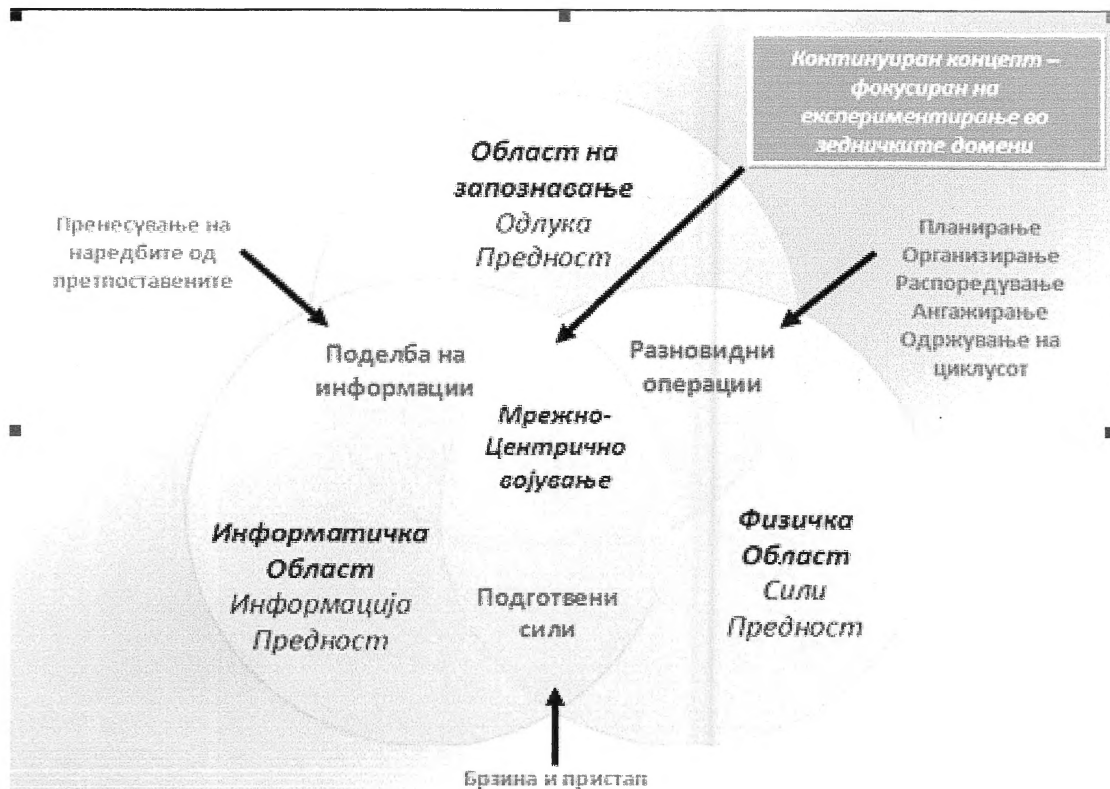 Континуиран концепт –
фокусиран на
експериментирање во
зедничките домени
Област на
запознавање
Одлука
Предност
Пренесување на
наредбите од
претпоставените
Планирање
Организирање
Распоредување
Ангажирање
Одржување на
циклусот
Поделба на
информации
Разновидни
операции
Мрежно-
Центрично
војување
Информатичка
Област
Информација
Предност
Физичка
Област
Сили
Предност
Подготвени
сили
Брзина и пристап